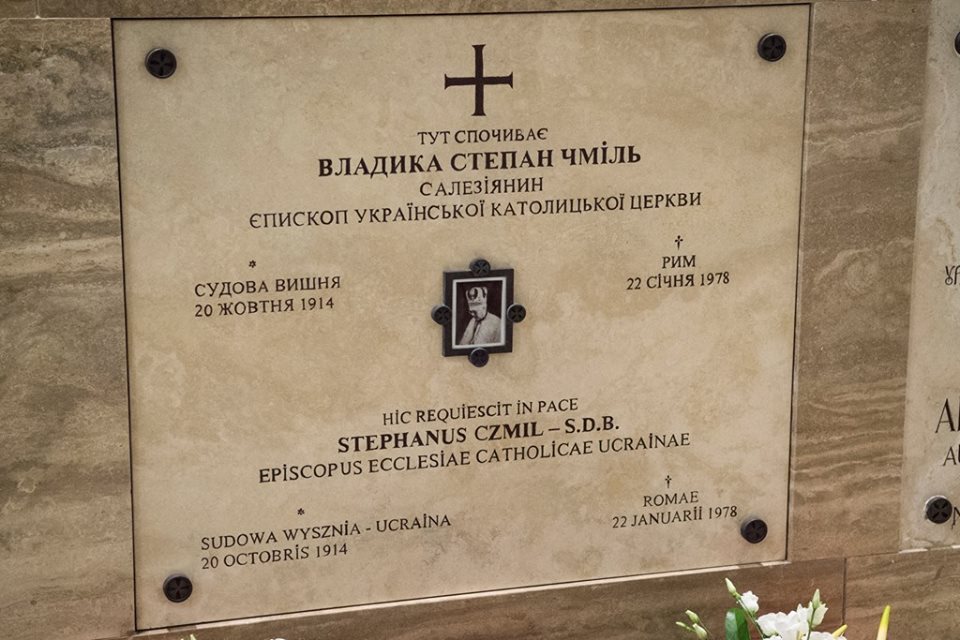 ТУТ СПОЧИВАЄ
ВЛАДИКА СТЕПАН ЧМІЛЬ
САЛЕЗІЯНИН
ЄПИСКОП УКРАЇНСЬКОЇ КАТОЛИЦЬКОЇ ЦЕРКВИ
*
СУДОВА ВИШНЯ
20 ЖОВТНЯ 1914
†
РИМ
22 СІЧНЯ 1978
HIC REQUIESCIT IN PACE
STEPHANUS CZMIL – S.D.B.
EPISCOPUS ECCLESIAE CATHOLICAE UCRAINAE
*
SUDOWA WYSZNIA - UCRAINA
20 OCTOBRIS 1914
†
ROMAE
22 JANUARII 1978